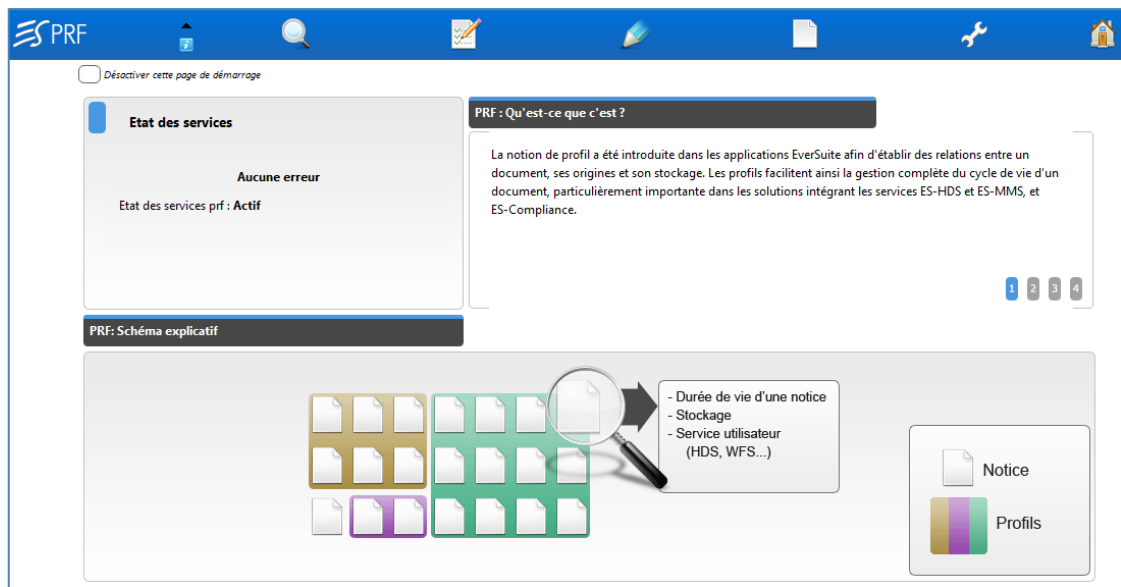 ES PRF
Désactiver cette page de démarrage
Etat des services
Aucune erreur
Etat des services prf : Actif
PRF : Qu'est-ce que c'est ?
La notion de profil a été introduite dans les applications EverSuite afin d'établir des relations entre un
document, ses origines et son stockage. Les profils facilitent ainsi la gestion complète du cycle de vie d'un
document, particulièrement importante dans les solutions intégrant les services ES-HDS et ES-MMS, et
ES-Compliance.
1 2 3 4
PRF: Schéma explicatif
- Durée de vie d'une notice
- Stockage
- Service utilisateur
(HDS, WFS...)
Notice
Profils